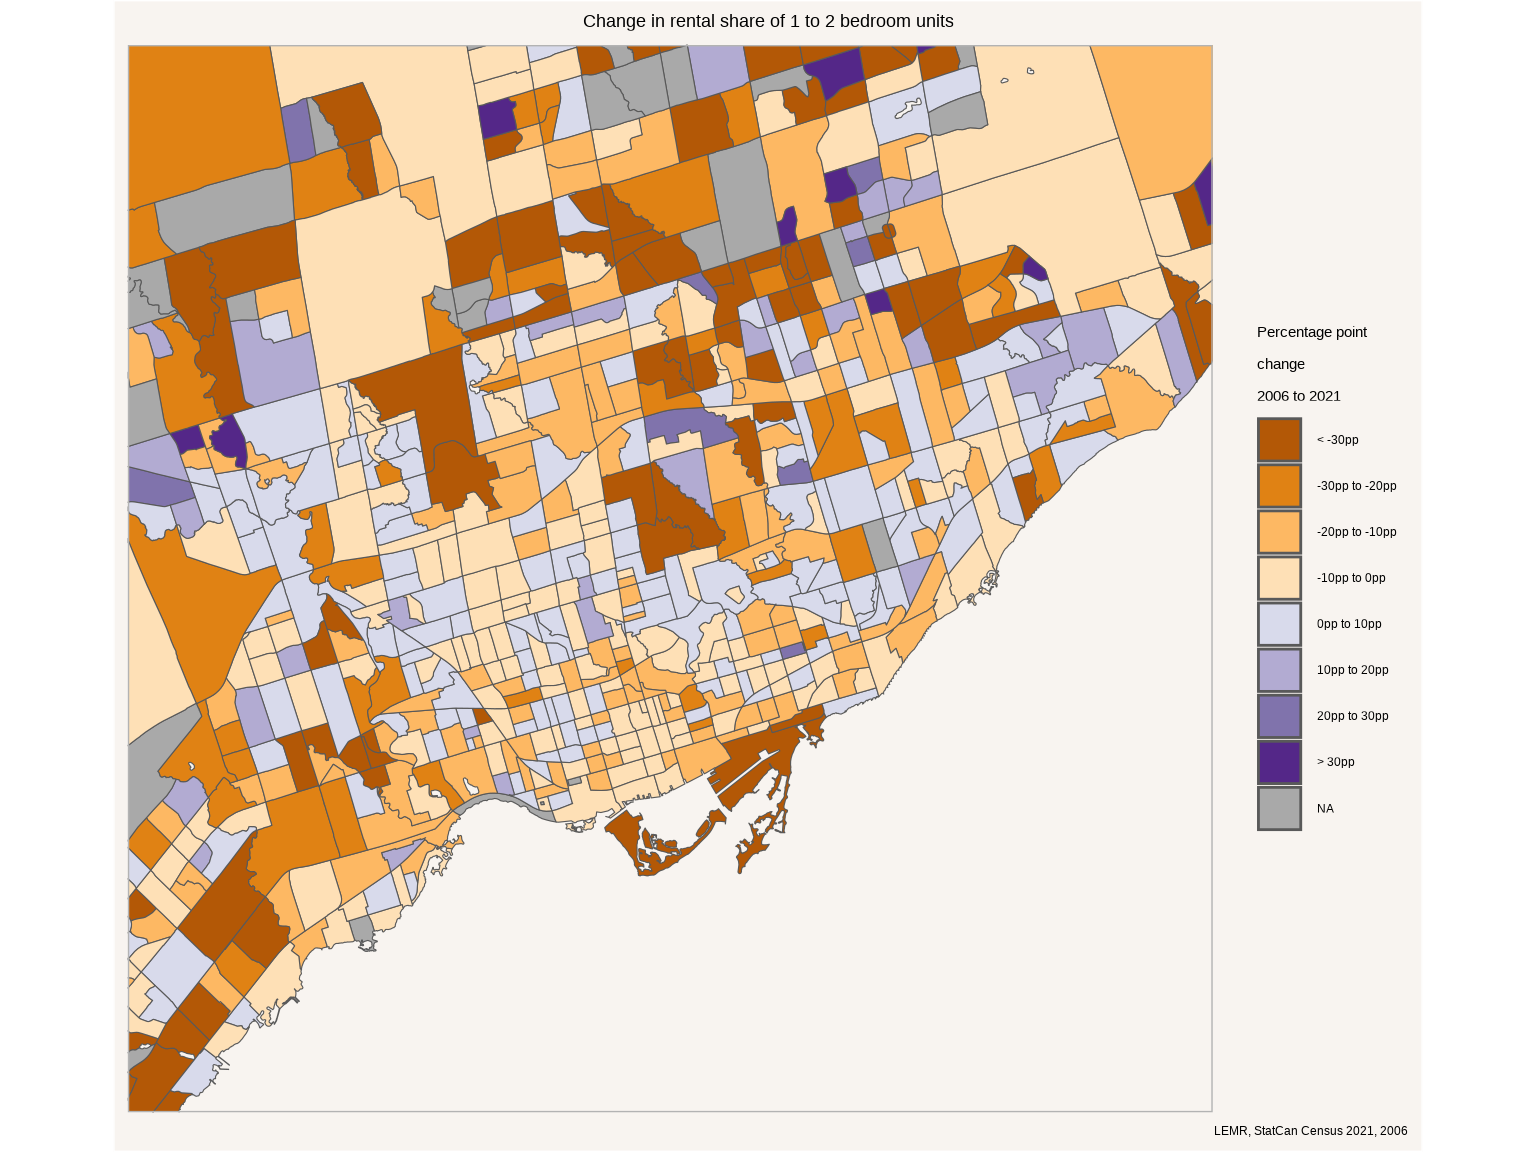 Change in rental share of 1 to 2 bedroom units
Percentage point
change
2006 to 2021
< -30pp
-30pp to -20pp
-20pp to -10pp
-10pp to 0pp
0pp to 10pp
10pp to 20pp
20pp to 30pp
> 30pp
NA
LEMR, StatCan Census 2021, 2006